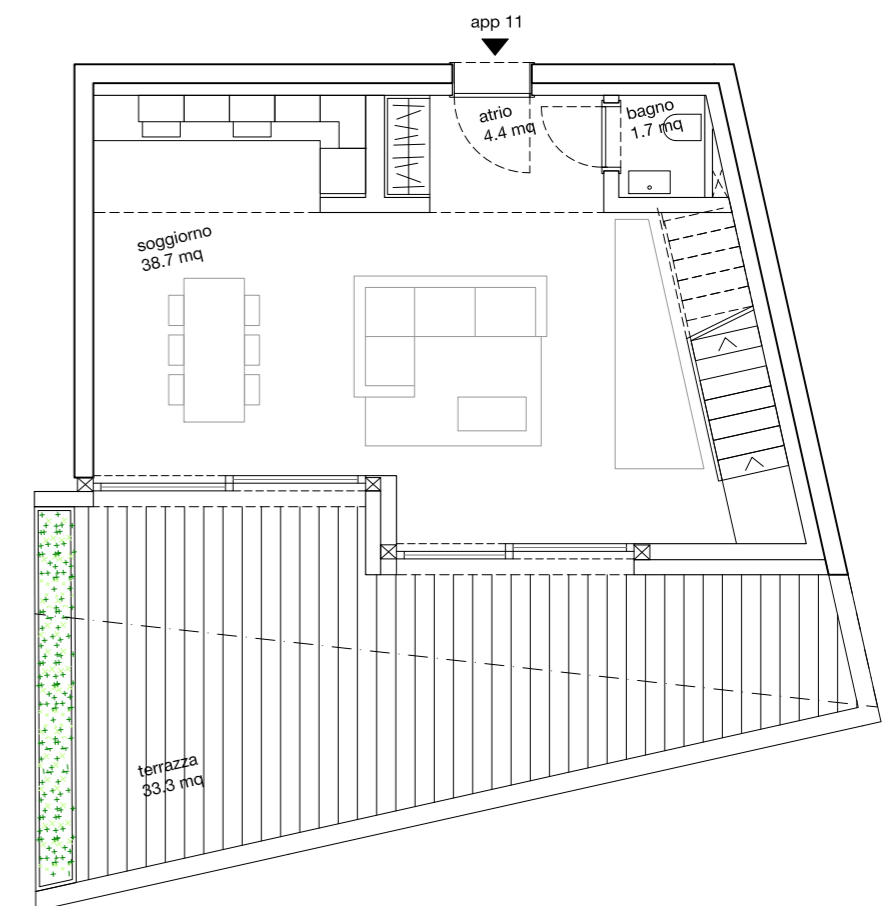 app 11
atrio
4.4 mq
bagno
1.7 mq
soggiorno
38.7 mq
terrazza
33.3 mq